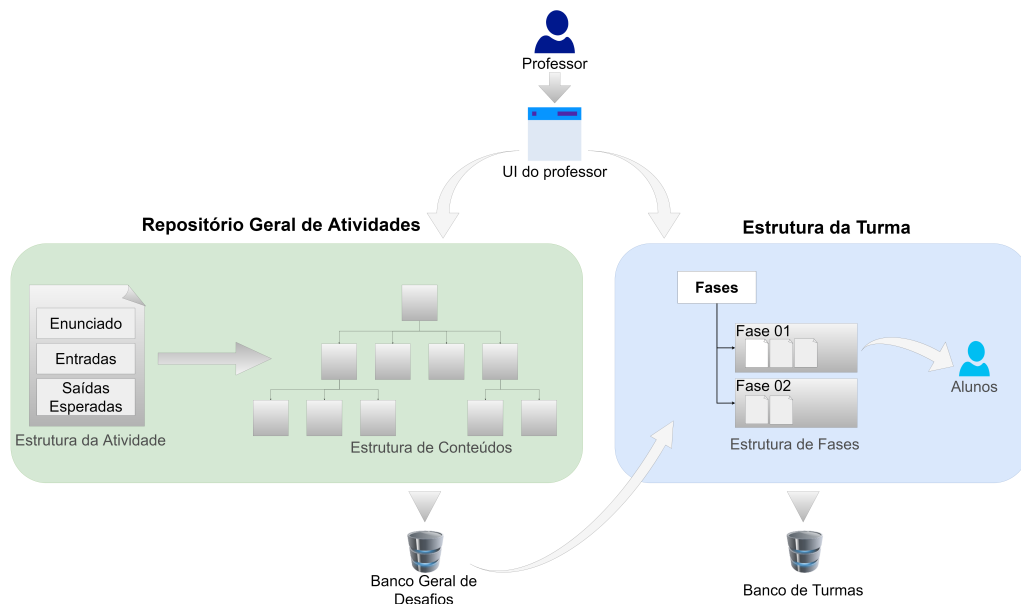 Professor
UI do professor
Repositório Geral de Atividades
Enunciado
Entradas
Saídas
Esperadas
Estrutura da Atividade
Estrutura de Conteúdos
Banco Geral de
Desafios
Estrutura da Turma
Fases
Fase 01
Fase 02
Estrutura de Fases
Alunos
Banco de Turmas